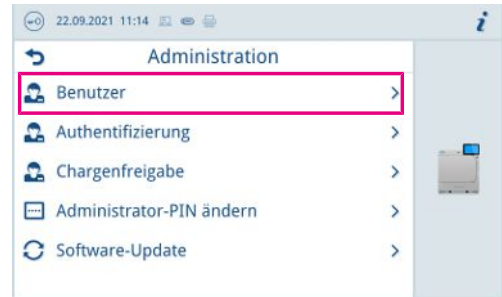 22.09.2021 11:14
i
Administration
Benutzer
Authentifizierung
Chargenfreigabe
Administrator-PIN ändern
Software-Update